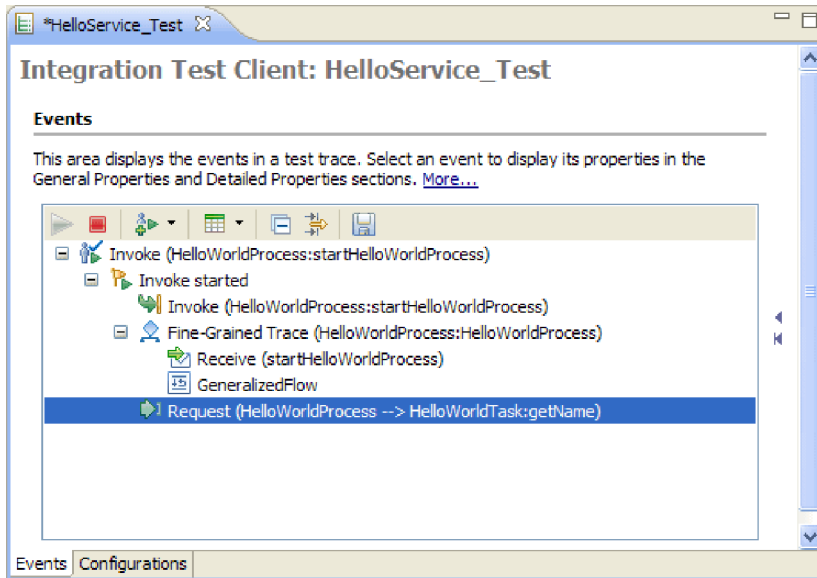 *HelloService_Test
Integration Test Client: HelloService_Test
Events
This area displays the events in a test trace. Select an event to display its properties in the
General Properties and Detailed Properties sections. More...
Invoke (HelloWorldProcess:startHelloWorldProcess)
Invoke started
Invoke (HelloWorldProcess:startHelloWorldProcess)
Fine-Grained Trace (HelloWorldProcess:HelloWorldProcess)
Receive (startHelloWorldProcess)
GeneralizedFlow
Request (HelloWorldProcess --> HelloWorldTask:getName)
Events Configurations